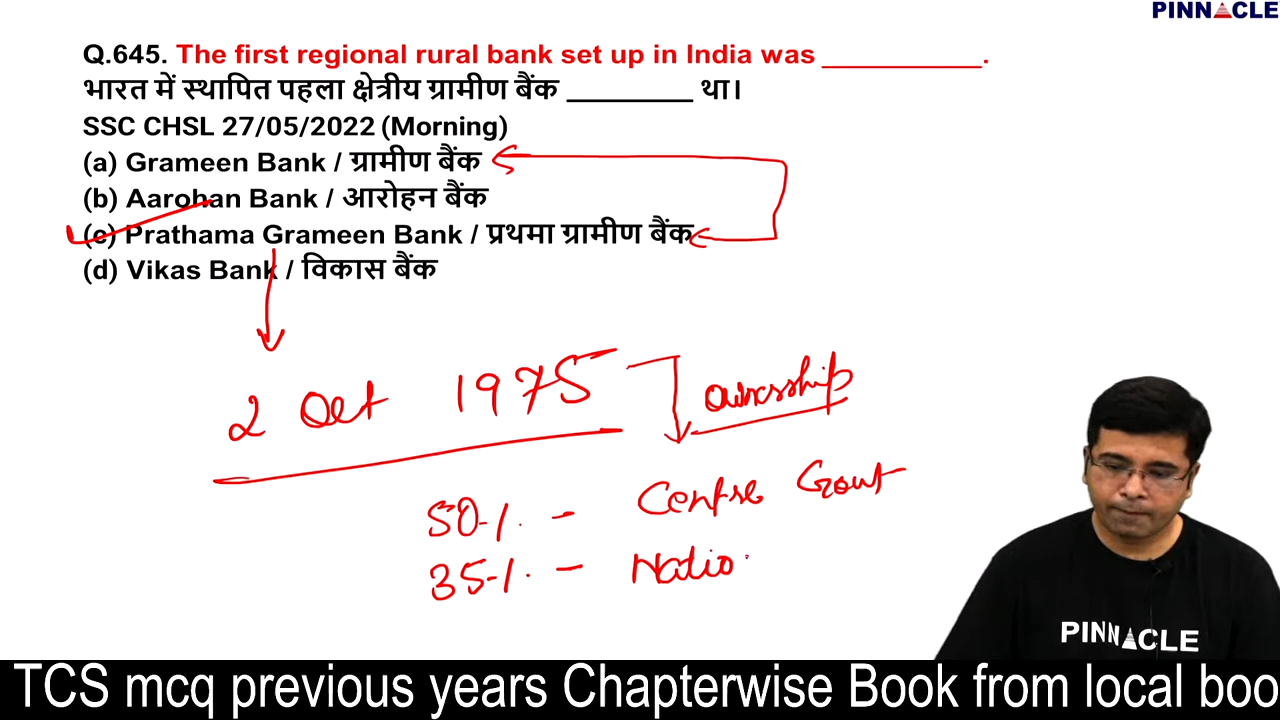 PINNACLE
Q.645. The first regional rural bank set up in India was __________.
भारत में स्थापित पहला क्षेत्रीय ग्रामीण बैंक ________ था।
SSC CHSL 27/05/2022 (Morning)
(a) Grameen Bank / ग्रामीण बैंक
(b) Aarohan Bank / आरोहन बैंक
(c) Prathama Grameen Bank / प्रथमा ग्रामीण बैंक
(d) Vikas Bank / विकास बैंक
2 Oct 1975
ownership
50% - Centre Govt
35% - Natio
PINNACLE
TCS mcq previous years Chapterwise Book from local boo